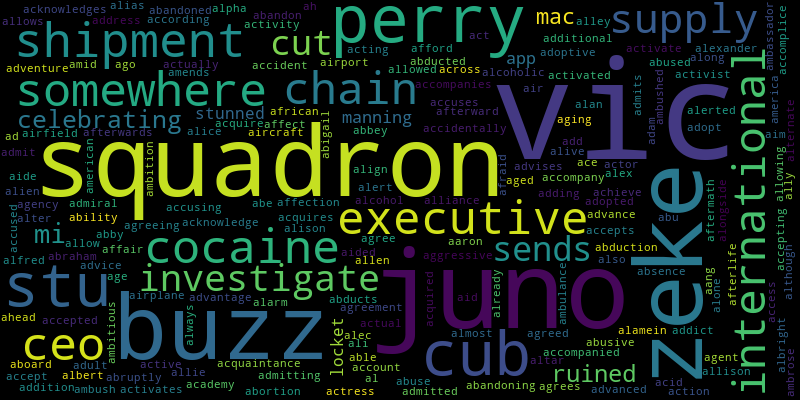 acknowledges alias abandoned alpha ah perry mac alley supply ambassador
address according abandon
allows activity cut act additional alexander accomplice
shipment acting afford app adoptive activate
adventure amid ago accident airport abducted along
actually amends allowed across activated abused activist
somewhere chain alcoholic vic admits ambushed america
accompanies air alan alerted
celebrating stunned african manning accuses afterward aging adam adopt aim
ad airfield afterwards acquire affect abbey accidentally add alive alternate
admit alice aircraft abigail align advises ace actor international
american squadron ambition afraid accompany alex
aide alien alert aged adding achieve aftermath alongside allowing ally
agency admiral accusing abe affection alcohol alliance adopted accepting
alter ability agreeing acknowledge acquires executive advance abu
accused mi abby affair alison agree accepts zeke although
allow cocaine aaron sends abduction also
alfred abraham advice investigate allen aided aggressive absence aang
stu age abducts juno already ambulance alone afterlife access
airplane advantage alarm agreement acquired aid alamein addict
ahead accepted ambitious buzz always locket actual almost agreed abusive albright
ceo alec all cub accompanied agent
aboard adult active acquaintance able altar ruined allison ambrose
accept albert abruptly allie admitting account abuse abandoning agrees acid
addition ambush activates academy abortion actress al admitted advanced action